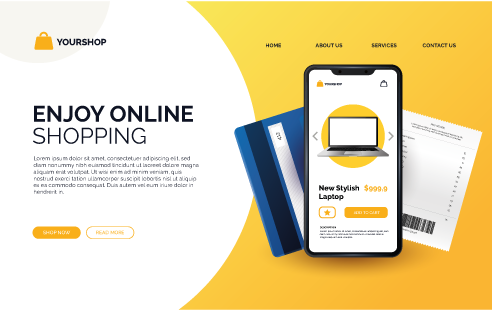 YOURSHOP
HOME ABOUT US SERVICES CONTACT US
ENJOY ONLINE
SHOPPING
Lorem ipsum dolor sit amet, consectetuer adipiscing elit, sed
diam nonummy nibh euismod tincidunt ut laoreet dolore magna
aliquam erat volutpat. Ut wisi enim ad minim veniam, quis
nostrud exerci tation ullamcorper suscipit lobortis nisl ut aliquip
ex ea commodo consequat. Duis autem vel eum iriure dolor in
hendrerit in.
SHOP NOW READ MORE
YOURSHOP
New Stylish $999.9
Laptop
ADD TO CART